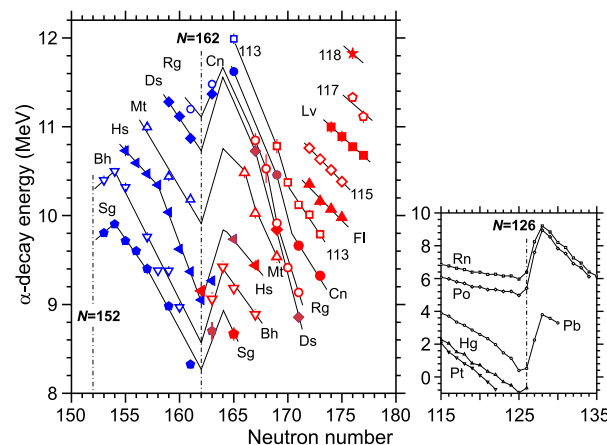 12
11
10
9
8
α-decay energy (MeV)
150
155
160
165
170
175
180
Neutron number
N=162
N=152
Rg
Cn
113
Ds
Mt
Hs
Bh
Sg
118
117
Lv
115
Fl
113
Cn
Rg
Ds
Mt
Hs
Bh
Sg
10
8
6
4
2
0
115
120
125
130
135
N=126
Rn
Po
Hg
Pt
Pb